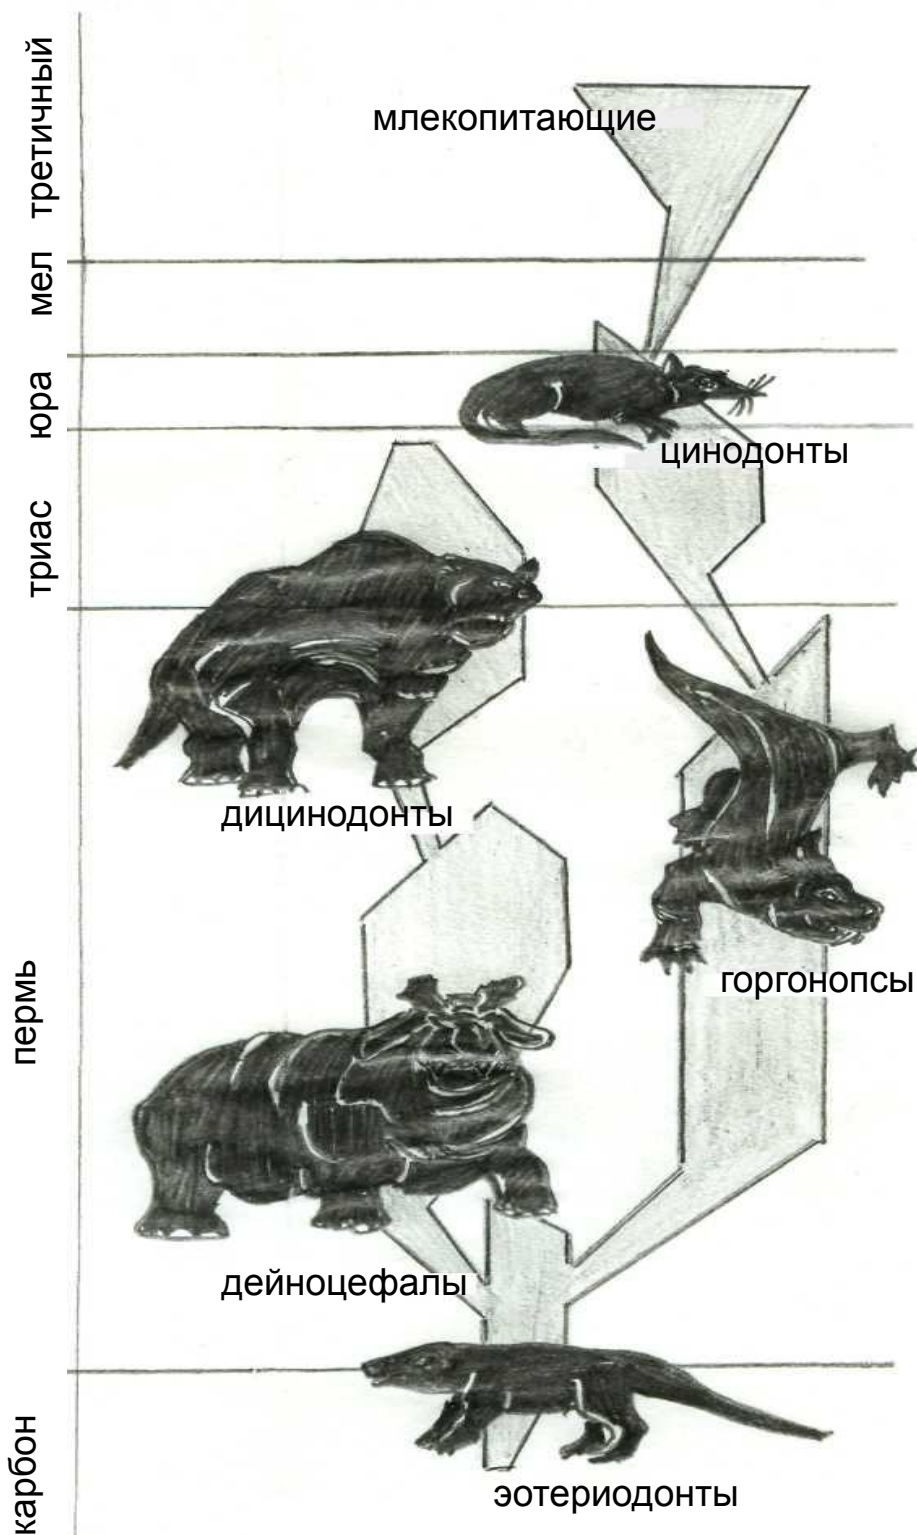 третичный
млекопитающие
мел
юра
цинодонты
триас
дицинодонты
пермь
горгонопсы
дейноцефалы
карбон
эотериодонты